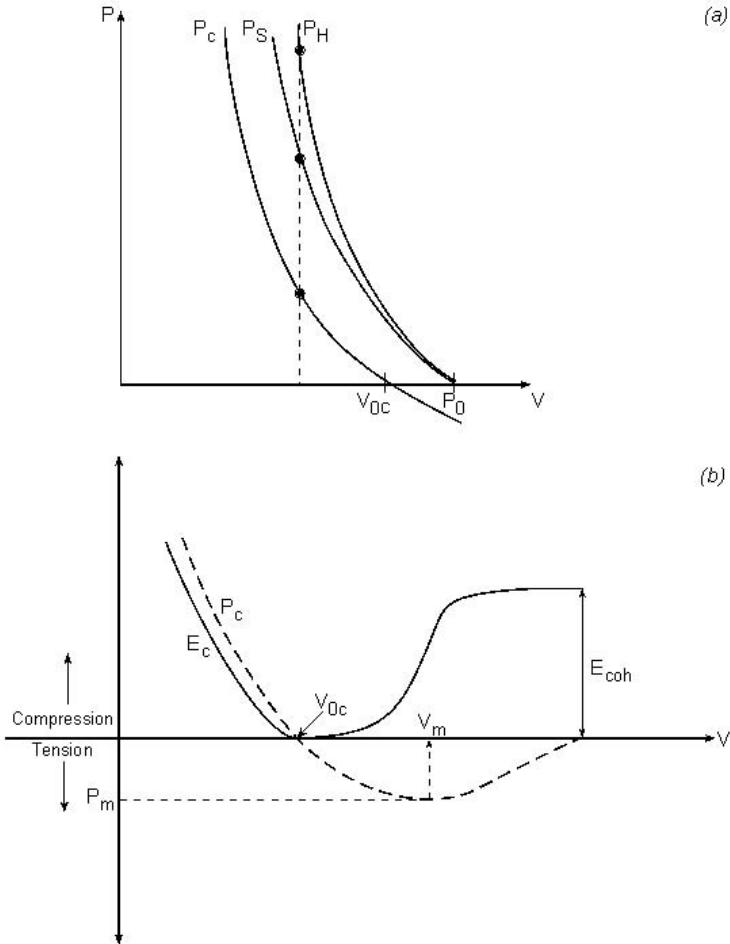 P P_c P_S P_H (a)
V_0c P_0 V
(b)
P_c
E_c
V_0c V_m E_coh
Compression
Tension V
P_m